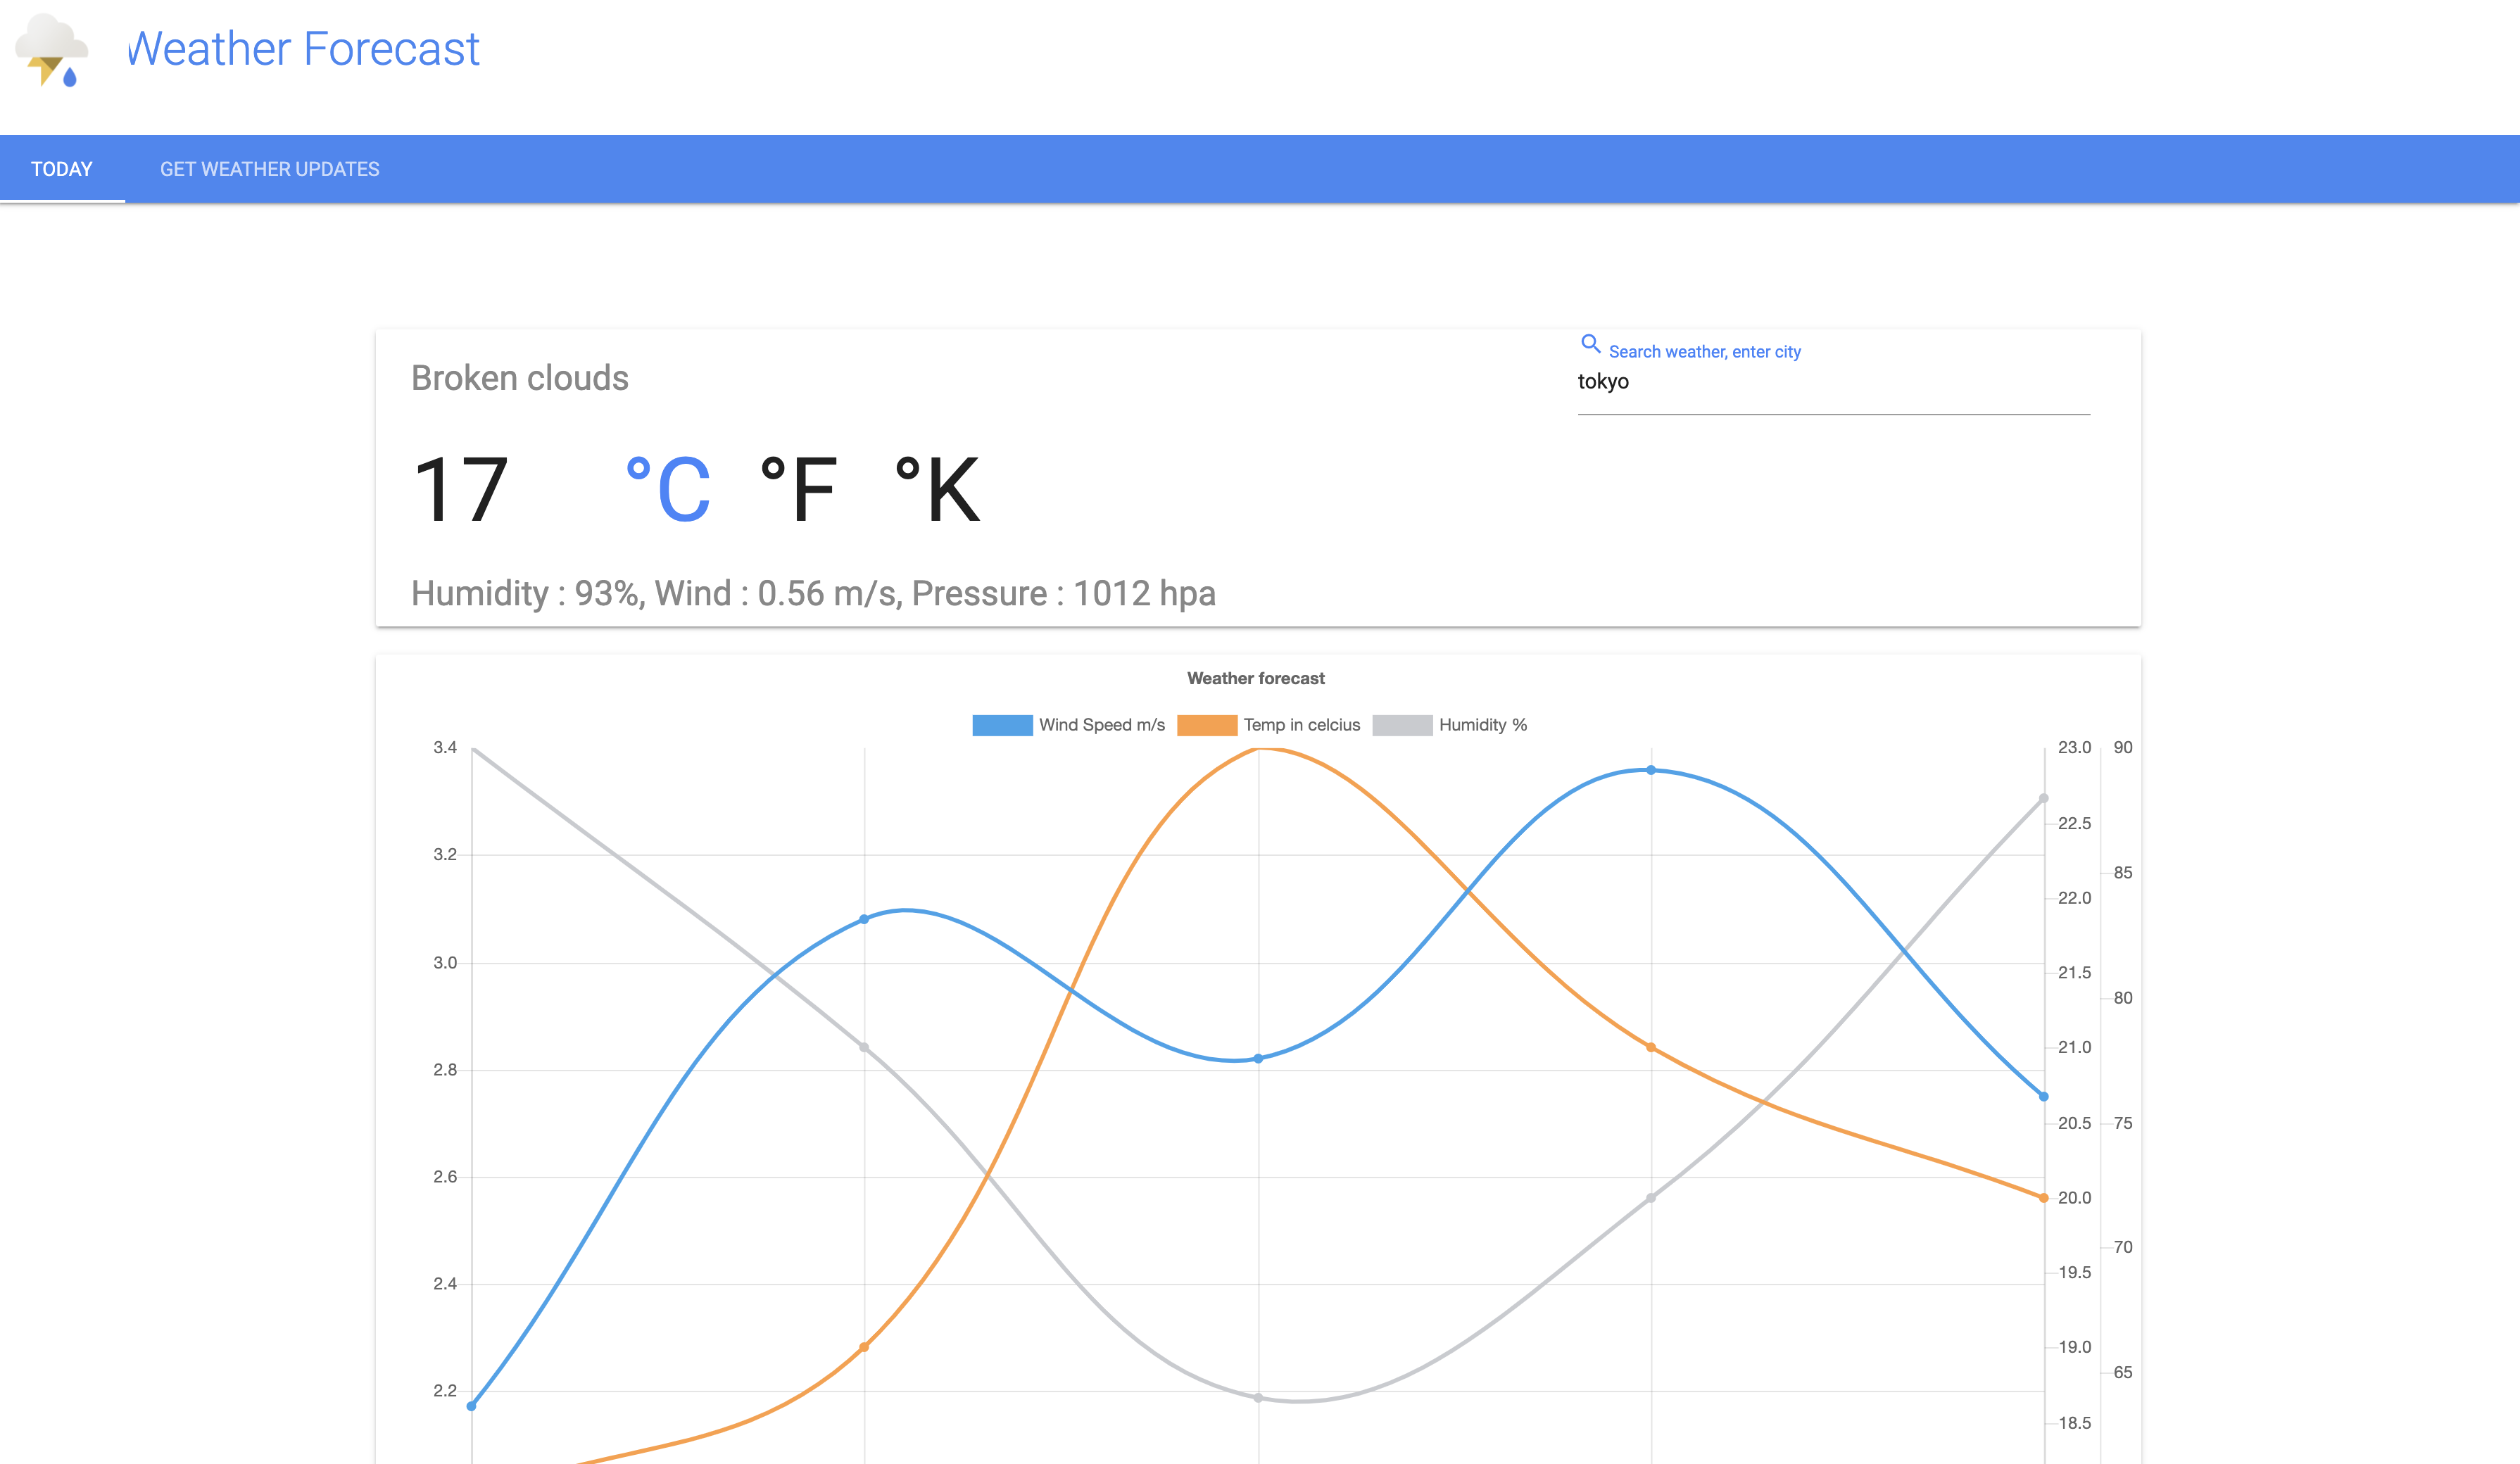 Weather Forecast
TODAY GET WEATHER UPDATES
Search weather, enter city
Broken clouds
tokyo
17 °C °F °K
Humidity : 93%, Wind : 0.56 m/s, Pressure : 1012 hpa
Weather forecast
Wind Speed m/s Temp in celcius Humidity %
3.4 23.0 90
22.5
3.2
85
22.0
3.0
21.5
80
21.0
2.8
20.5 75
2.6
20.0
70
19.5
2.4
19.0
65
2.2
18.5